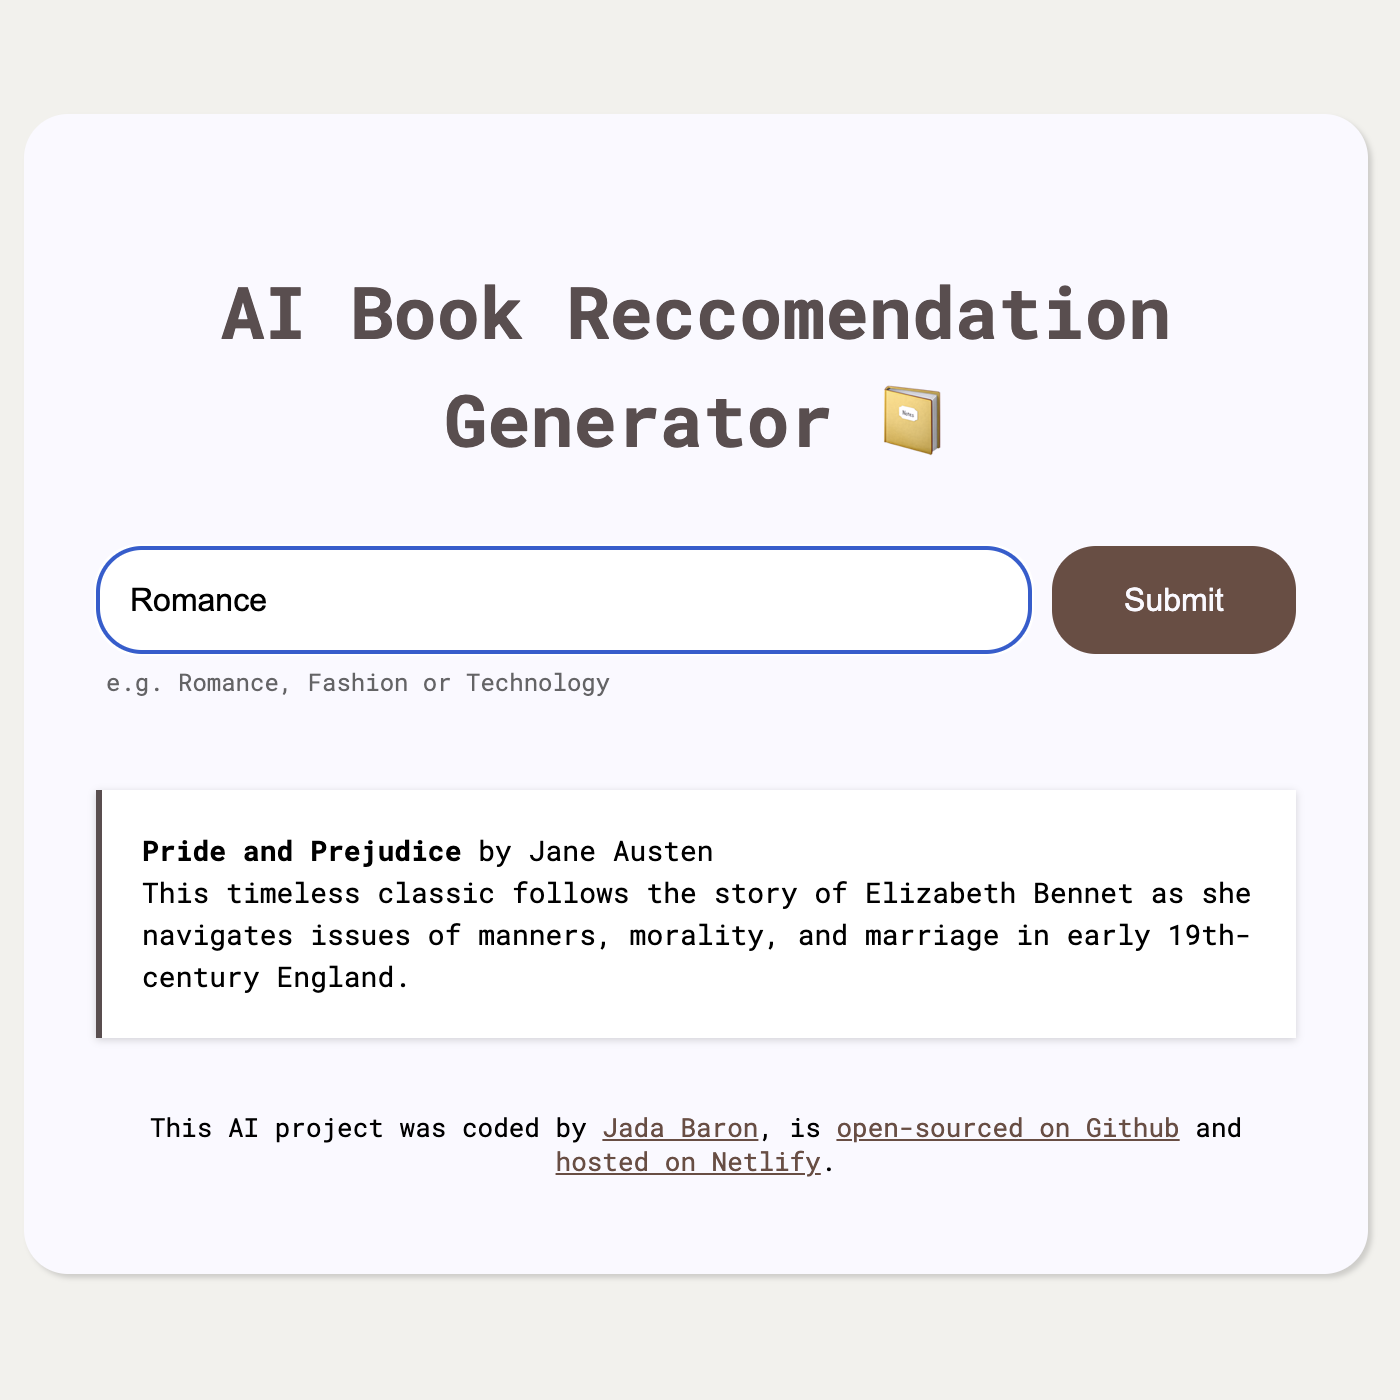 AI Book Reccomendation
Generator
Romance
Submit
e.g. Romance, Fashion or Technology
Pride and Prejudice by Jane Austen
This timeless classic follows the story of Elizabeth Bennet as she
navigates issues of manners, morality, and marriage in early 19th-
century England.
This AI project was coded by Jada Baron, is open-sourced on Github and
hosted on Netlify.